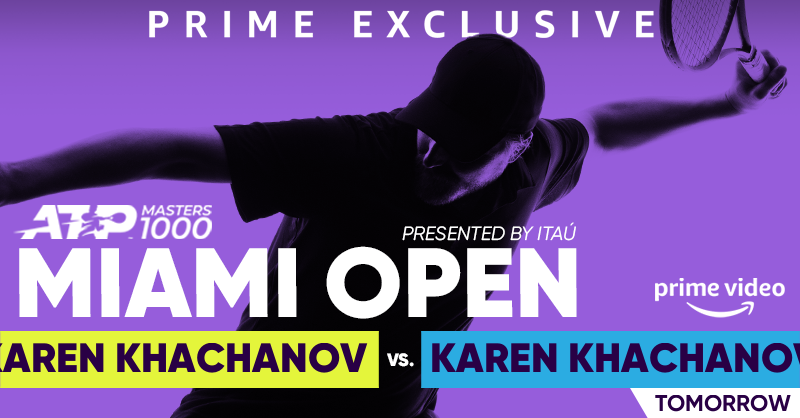 PRIME EXCLUSIVE
ATP MASTERS 1000
PRESENTED BY ITAÚ
MIAMI OPEN
prime video
KAREN KHACHANOV vs. KAREN KHACHANOV
TOMORROW